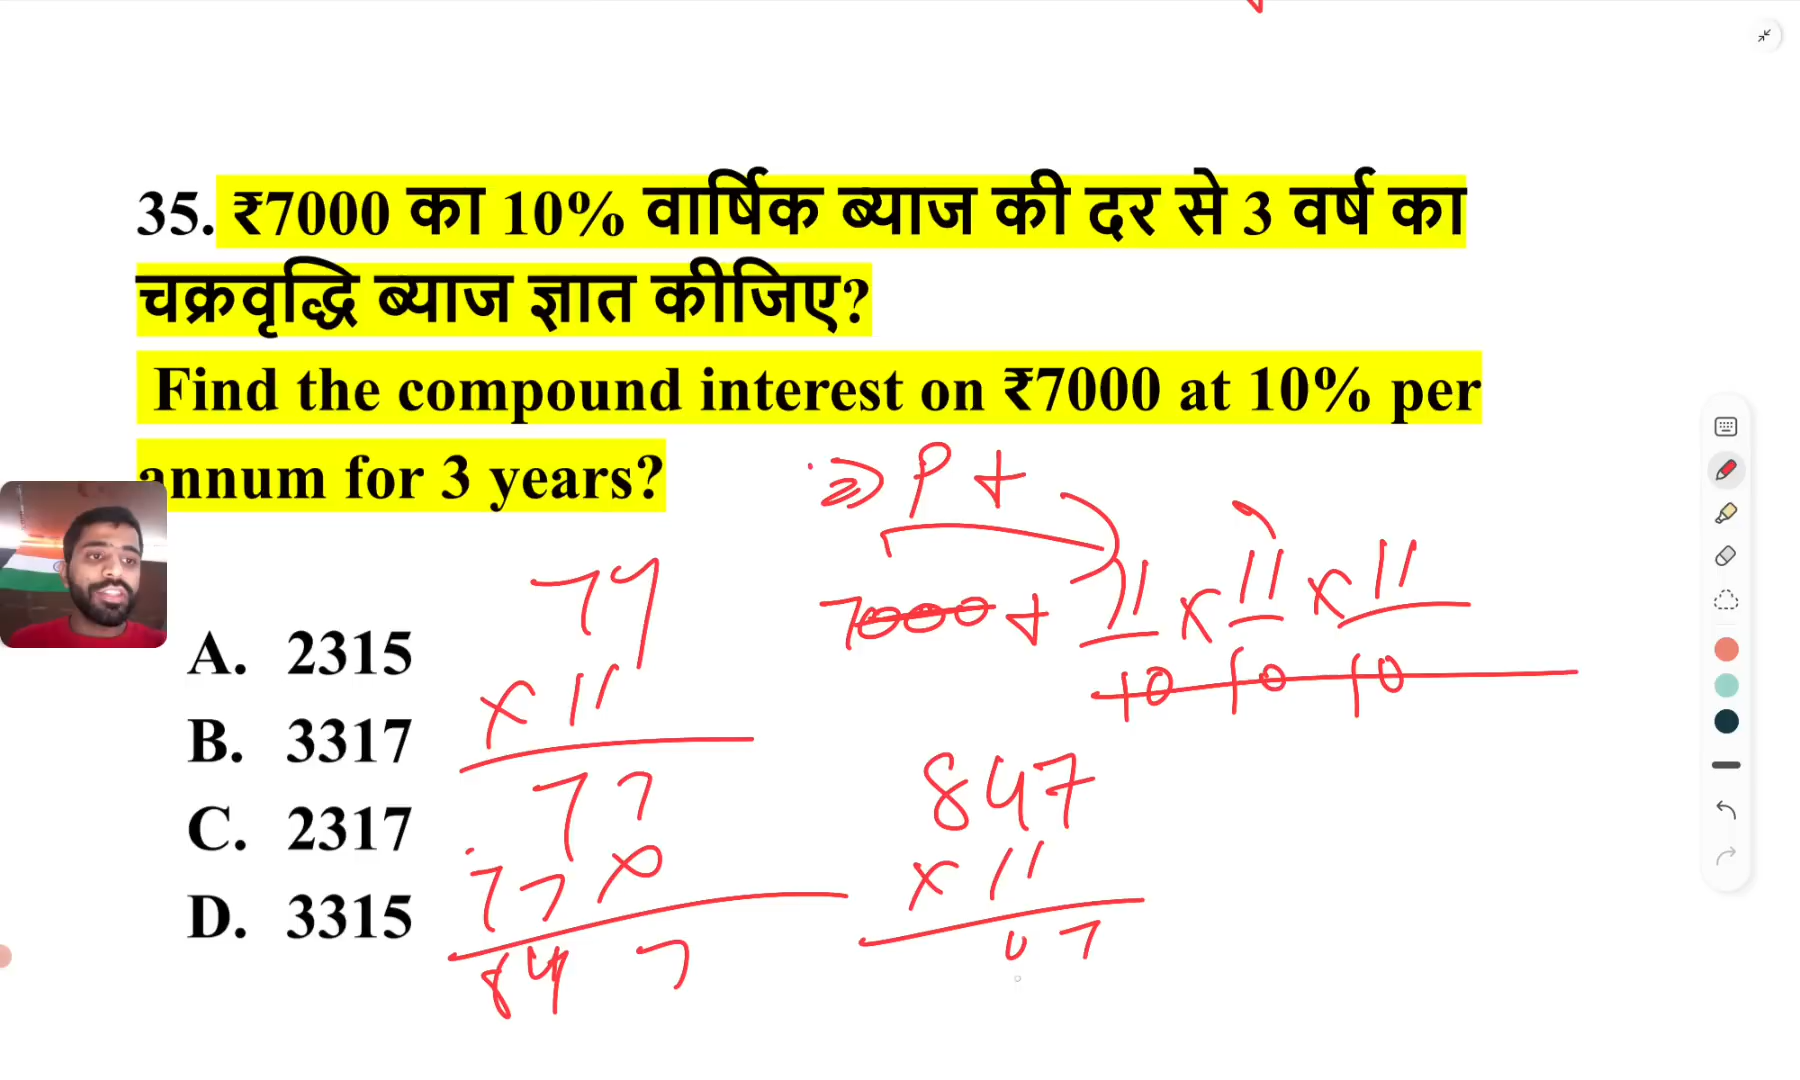 35. ₹7000 का 10% वार्षिक ब्याज की दर से 3 वर्ष का
चक्रवृद्धि ब्याज ज्ञात कीजिए?
Find the compound interest on ₹7000 at 10% per
annum for 3 years?
P +
7000 + 11 x 11 x 11
10 10 10
A. 2315
B. 3317
C. 2317
D. 3315
77
x 11
77
77x
847
847
x 11
7